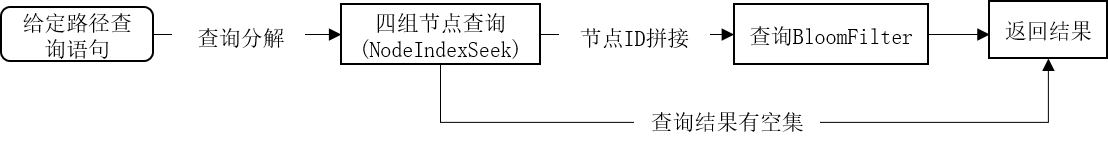 给定路径查
询语句
查询分解
四组节点查询
(NodeIndexSeek)
节点ID拼接
查询BloomFilter
返回结果
查询结果有空集